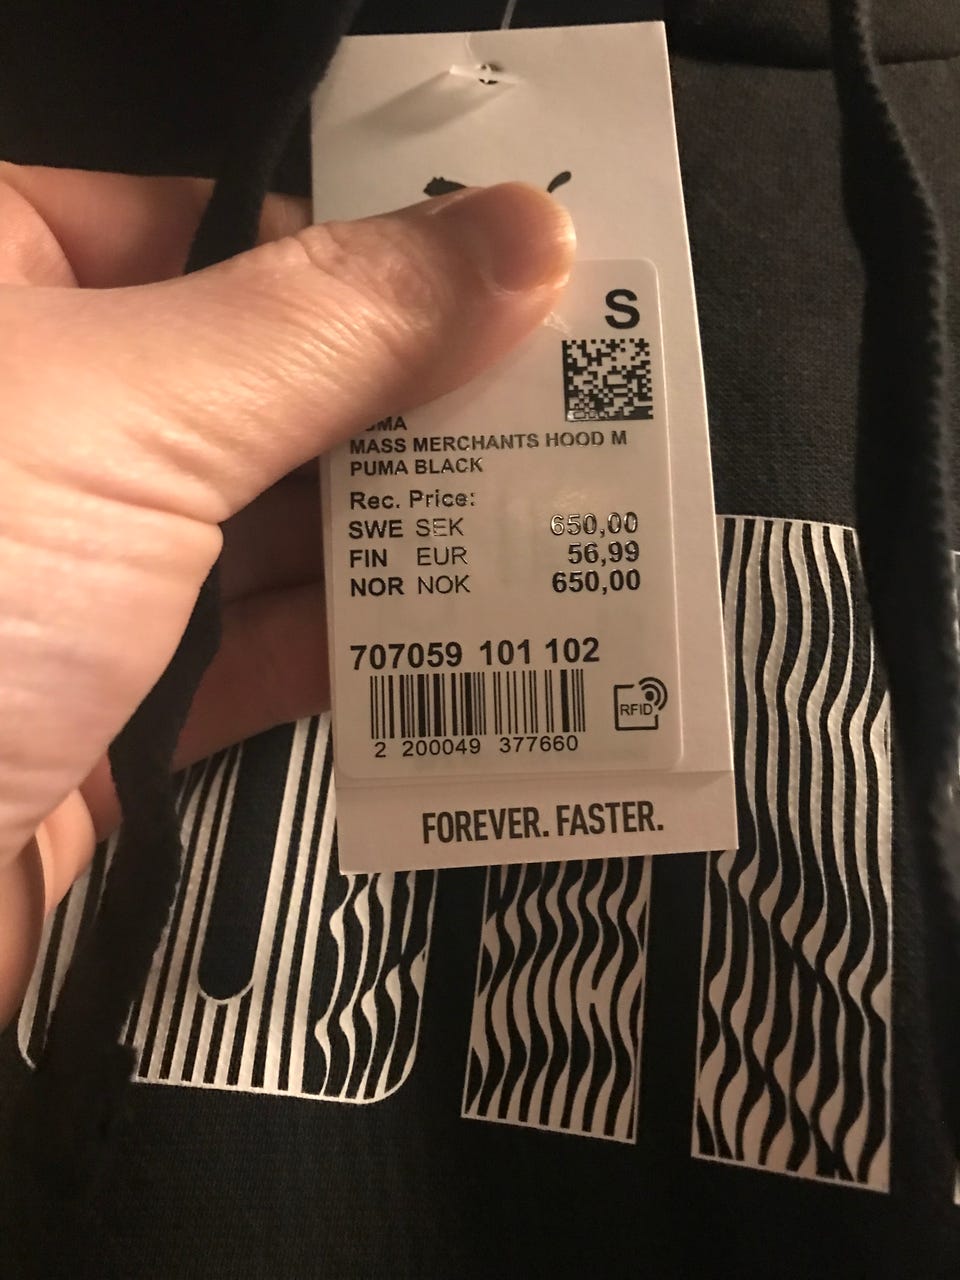 S
PUMA
MASS MERCHANTS HOOD M
PUMA BLACK
Rec. Price:
SWE SEK 650,00
FIN EUR 56,99
NOR NOK 650,00
707059 101 102
RFID
2 200049 377660
FOREVER. FASTER.